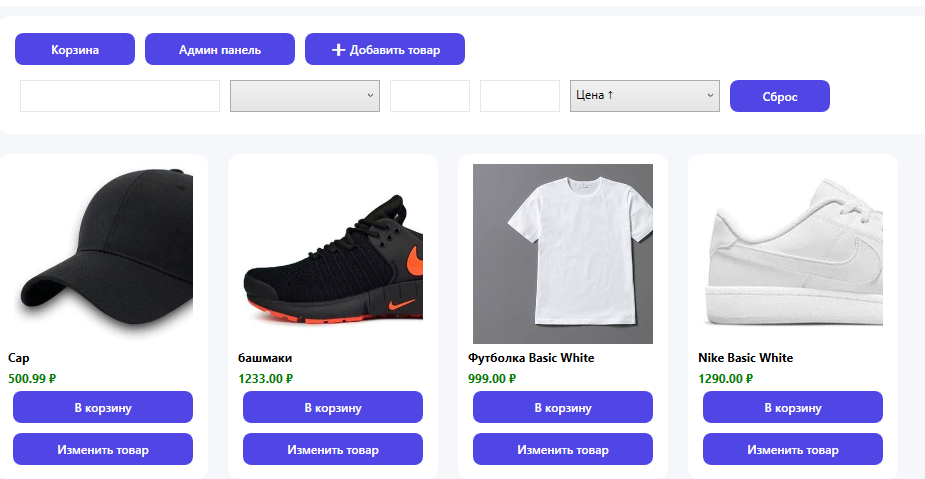 Корзина
Админ панель
➕ Добавить товар
Цена ↑
Сброс
Cap
500.99 ₽
В корзину
Изменить товар
башмаки
1233.00 ₽
В корзину
Изменить товар
Футболка Basic White
999.00 ₽
В корзину
Изменить товар
Nike Basic White
1290.00 ₽
В корзину
Изменить товар